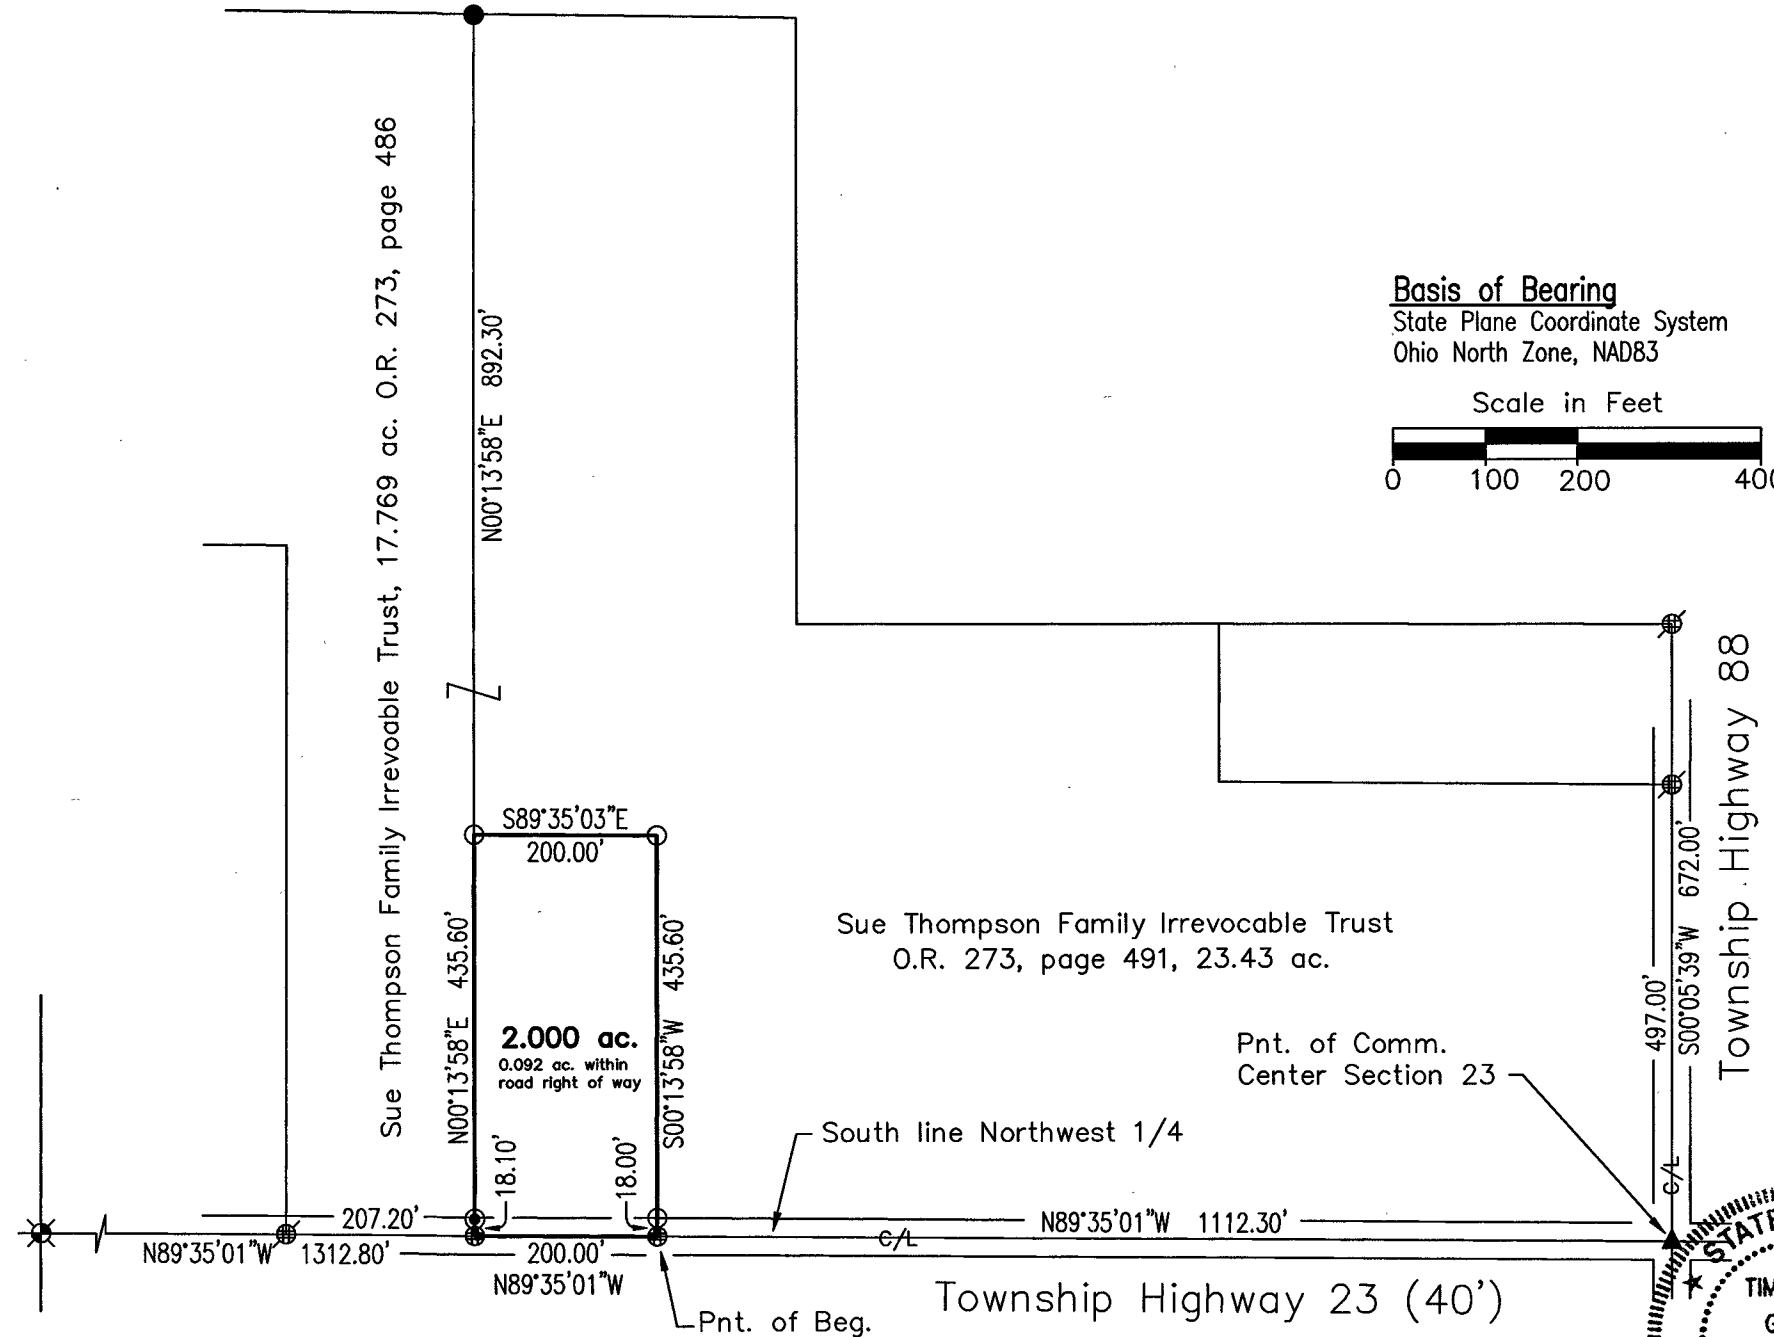 Sue Thompson Family Irrevoable Trust, 17.769 ac. O.R. 273, page 486
N00°13'58"E 892.30'
Basis of Bearing
State Plane Coordinate System
Ohio North Zone, NAD83
Scale in Feet
0 100 200 400
Township Highway 88
S89°35'03"E
200.00'
N00°13'58"E 435.60'
S00°13'58"W 435.60'
2.000 ac.
0.092 ac. within
road right of way
18.10'
18.00'
Sue Thompson Family Irrevocable Trust
O.R. 273, page 491, 23.43 ac.
497.00'
S00°05'39"W 672.00'
Pnt. of Comm.
Center Section 23
South line Northwest 1/4
C/L
207.20'
N89°35'01"W 1112.30'
C/L
N89°35'01"W 1312.80'
200.00'
N89°35'01"W
Township Highway 23 (40')
Pnt. of Beg.
STATE
TIM